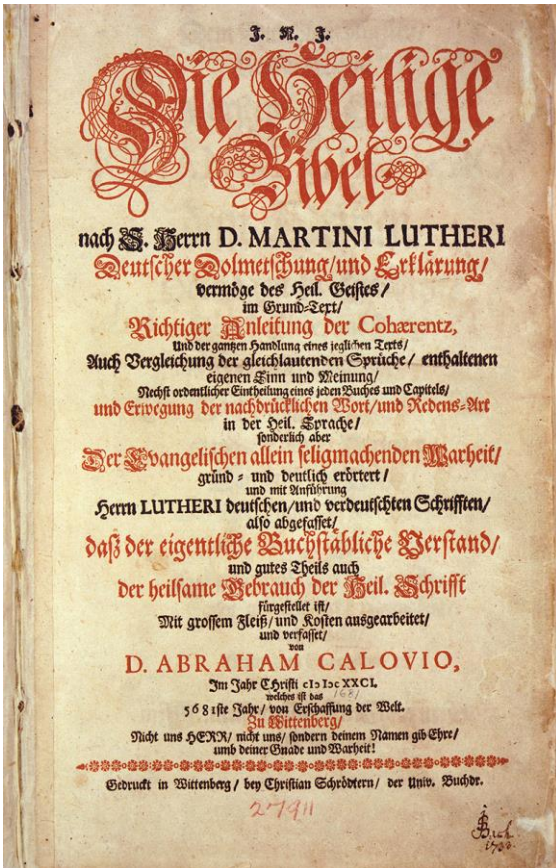 J. N. J.
Die Heilige
Bibel
nach S. Herrn D. MARTINI LUTHERI
Deutscher Dolmetschung/und Erklärung/
vermöge des Heil. Geistes/
im Grund-Text/
Richtiger Anleitung der Cohærentz,
Und der gantzen Handlung eines jeglichen Texts/
Auch Vergleichung der gleichlautenden Sprüche/ enthaltenen
eigenen Sinn und Meinung/
Nechst ordentlicher Eintheilung eines jeden Buches und Capitels/
und Erwegung der nachdrücklichen Wort/und Redens-Art
in der Heil. Sprache/
sonderlich aber
Der Evangelischen allein seligmachenden Warheit/
gründ- und deutlich erörtert/
und mit Anführung
Herrn LUTHERI deutschen/und verdeutschten Schrifften/
also abgefasset/
daß der eigentliche Buchstäbliche Verstand/
und gutes Theils auch
der heilsame Gebrauch der Heil. Schrifft
fürgestellet ist/
Mit grossem Fleiß/und Kosten ausgearbeitet/
und verfasset/
von
D. ABRAHAM CALOVIO,
Im Jahr CHristi cIɔ Iɔc XXCI.
welches ist das 1681
5681ste Jahr/ von Erschaffung der Welt.
Zu Wittenberg/
Nicht uns HERR/ nicht uns/ sondern deinem Namen gib Ehre/
umb deiner Gnade und Warheit!
Gedruckt in Wittenberg/ bey Christian Schrödtern/ der Univ. Buchdr.
27911
JSBach
1733.